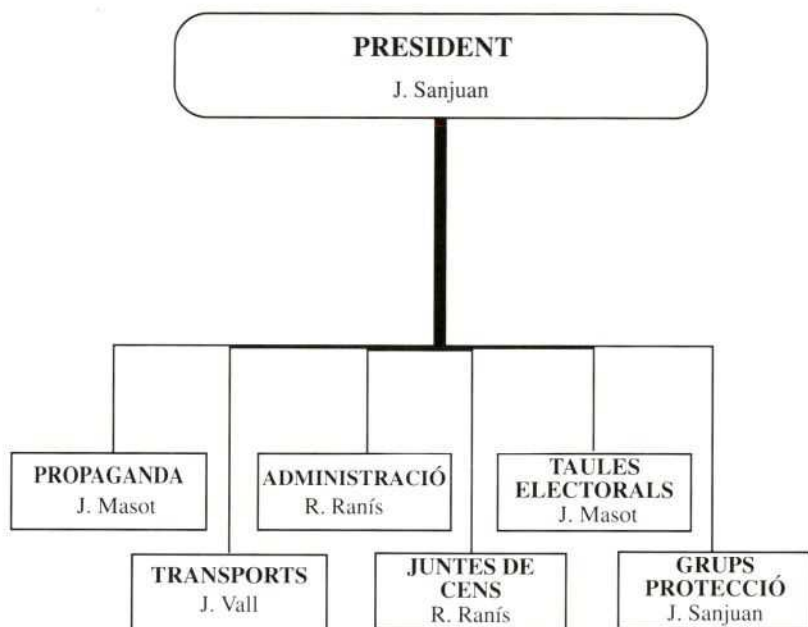 PRESIDENT
J. Sanjuan
PROPAGANDA
J. Masot
ADMINISTRACIÓ
R. Ranís
TAULES
ELECTORALS
J. Masot
TRANSPORTS
J. Vall
JUNTES DE
CENS
R. Ranís
GRUPS
PROTECCIÓ
J. Sanjuan